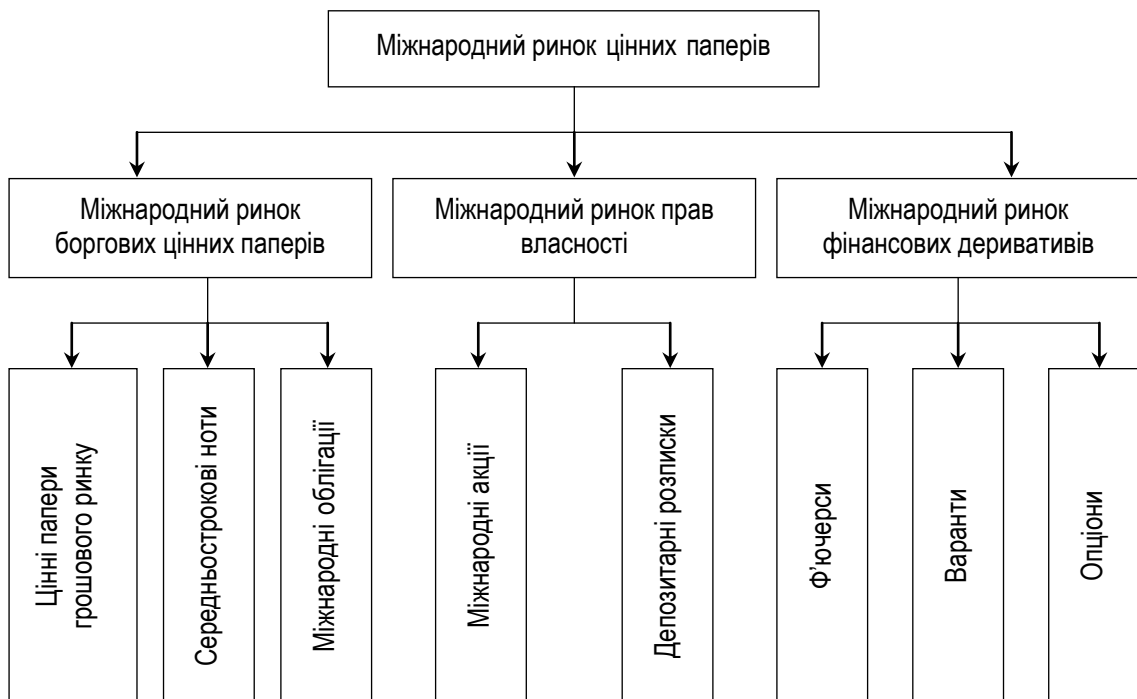 Міжнародний ринок цінних паперів
Міжнародний ринок
боргових цінних паперів
Міжнародний ринок прав
власності
Міжнародний ринок
фінансових деривативів
Цінні папери
грошового ринку
Середньострокові ноти
Міжнародні облігації
Міжнародні акції
Депозитарні розписки
Ф'ючерси
Варанти
Опціони